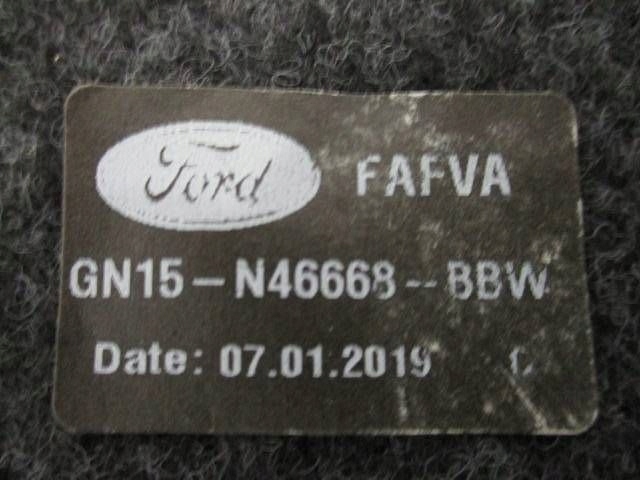 Ford FAFVA
GN15-N46668-BBW
Date: 07.01.2019